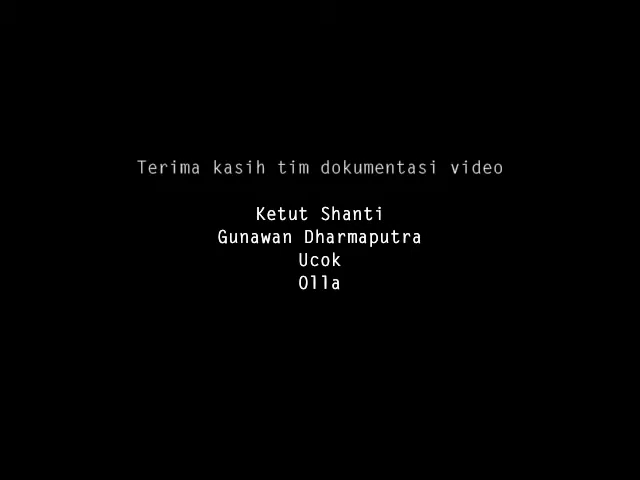 Terima kasih tim dokumentasi video
Ketut Shanti
Gunawan Dharmaputra
Ucok
Olla